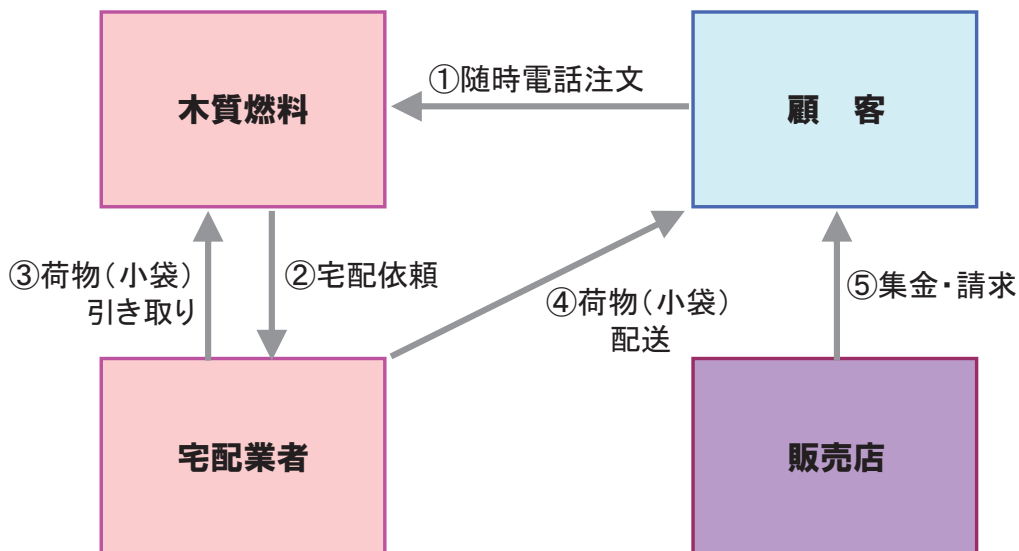 ①随時電話注文
木質燃料
顧　客
③荷物（小袋）
引き取り
②宅配依頼
④荷物（小袋）
配送
⑤集金・請求
宅配業者
販売店